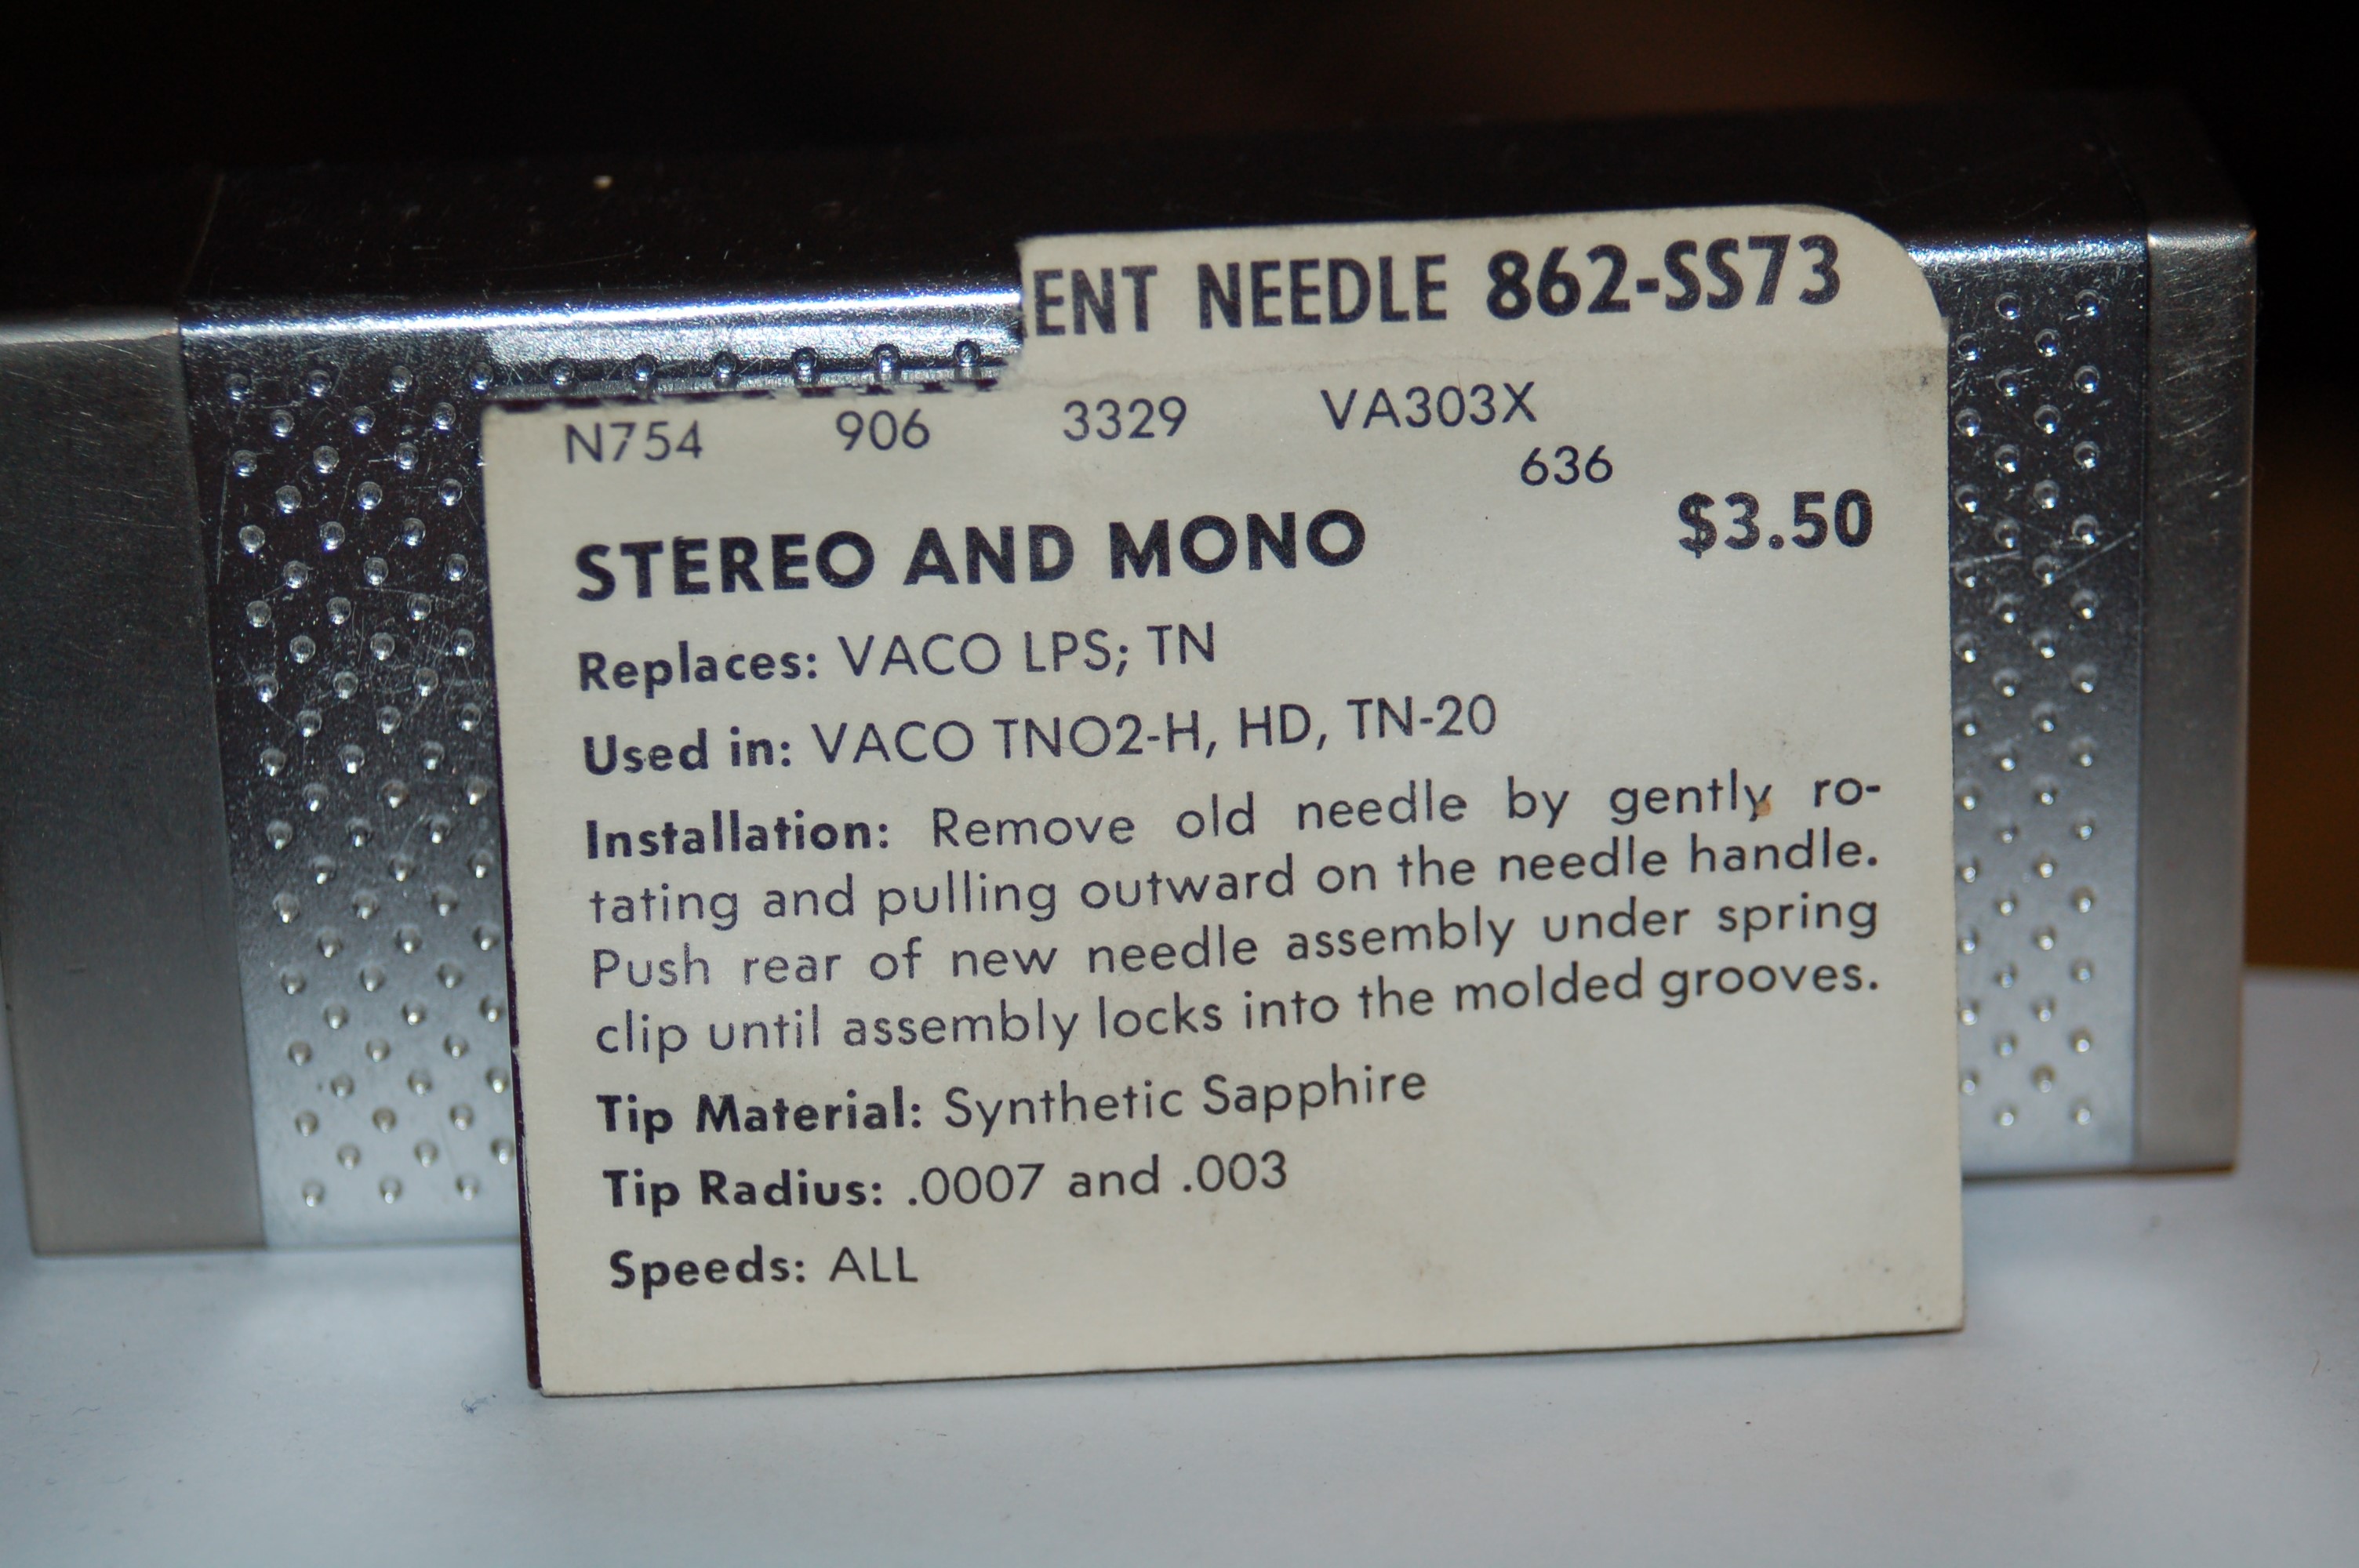 ENT NEEDLE 862-SS73
N754 906 3329 VA303X
636
STEREO AND MONO $3.50
Replaces: VACO LPS; TN
Used in: VACO TNO2-H, HD, TN-20
Installation: Remove old needle by gently ro-
tating and pulling outward on the needle handle.
Push rear of new needle assembly under spring
clip until assembly locks into the molded grooves.
Tip Material: Synthetic Sapphire
Tip Radius: .0007 and .003
Speeds: ALL